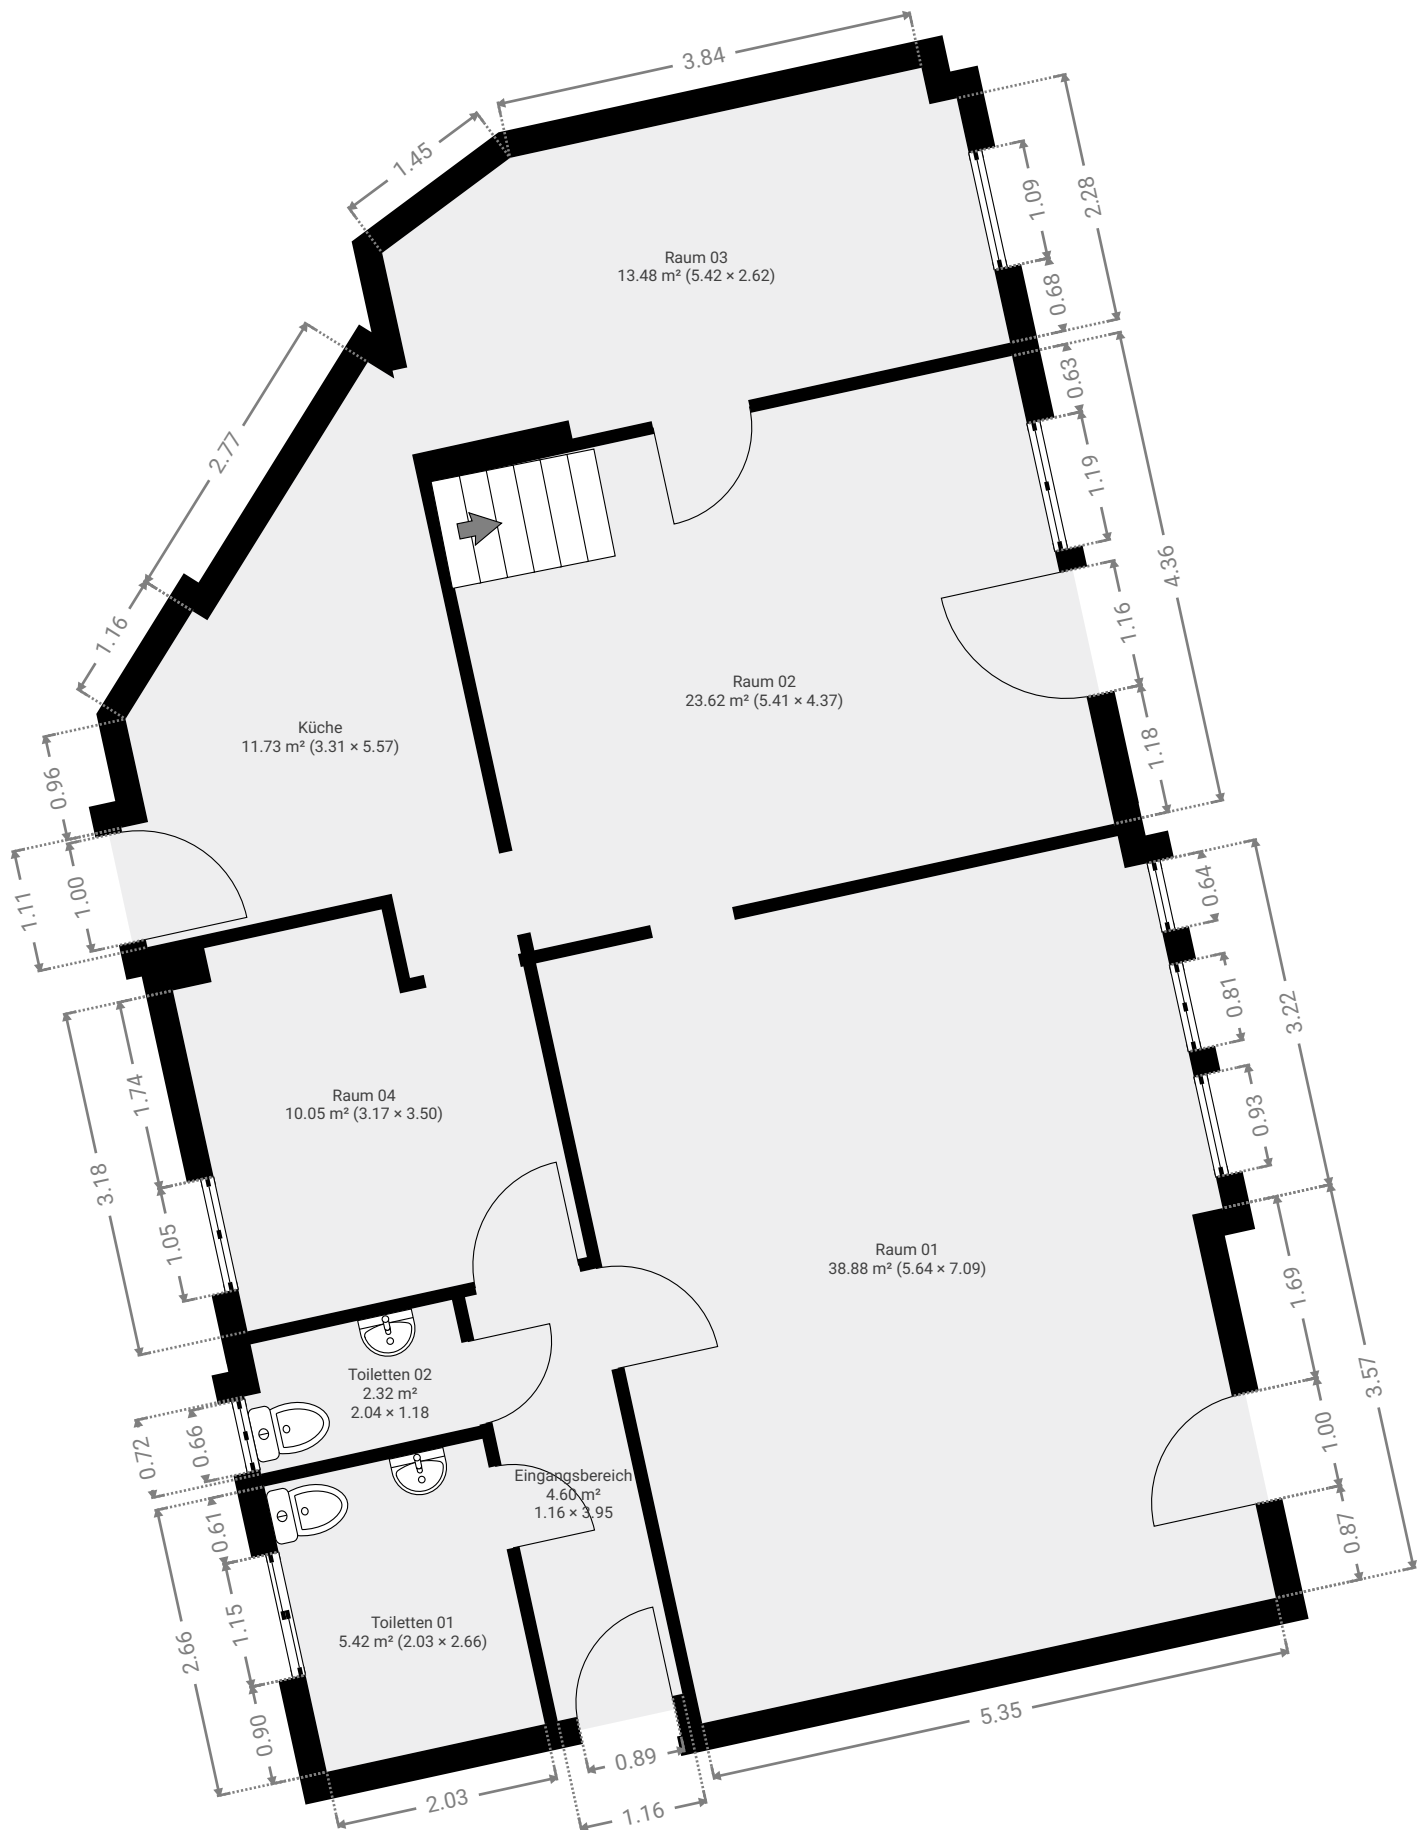 3.84
1.45
2.28
1.09
0.68
Raum 03
13.48 m² (5.42 × 2.62)
0.63
2.77
1.19
4.36
1.16
1.16
Raum 02
23.62 m² (5.41 × 4.37)
Küche
11.73 m² (3.31 × 5.57)
1.18
0.96
1.00
1.11
0.64
0.81
3.22
0.93
1.74
Raum 04
10.05 m² (3.17 × 3.50)
3.18
1.05
Raum 01
38.88 m² (5.64 × 7.09)
1.69
3.57
Toiletten 02
2.32 m²
2.04 × 1.18
0.66
0.72
1.00
Eingangsbereich
4.60 m²
1.16 × 3.95
0.61
0.87
Toiletten 01
5.42 m² (2.03 × 2.66)
1.15
2.66
0.90
5.35
0.89
2.03
1.16